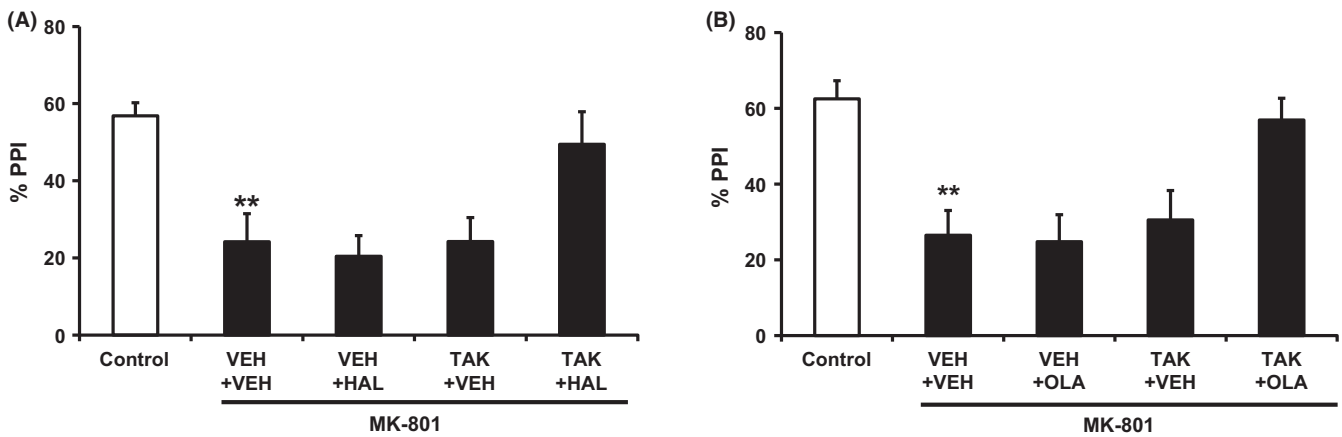 (A)
% PPI
80
60
40
20
0
**
Control
VEH +VEH
VEH +HAL
TAK +VEH
TAK +HAL
MK-801
(B)
% PPI
80
60
40
20
0
**
Control
VEH +VEH
VEH +OLA
TAK +VEH
TAK +OLA
MK-801